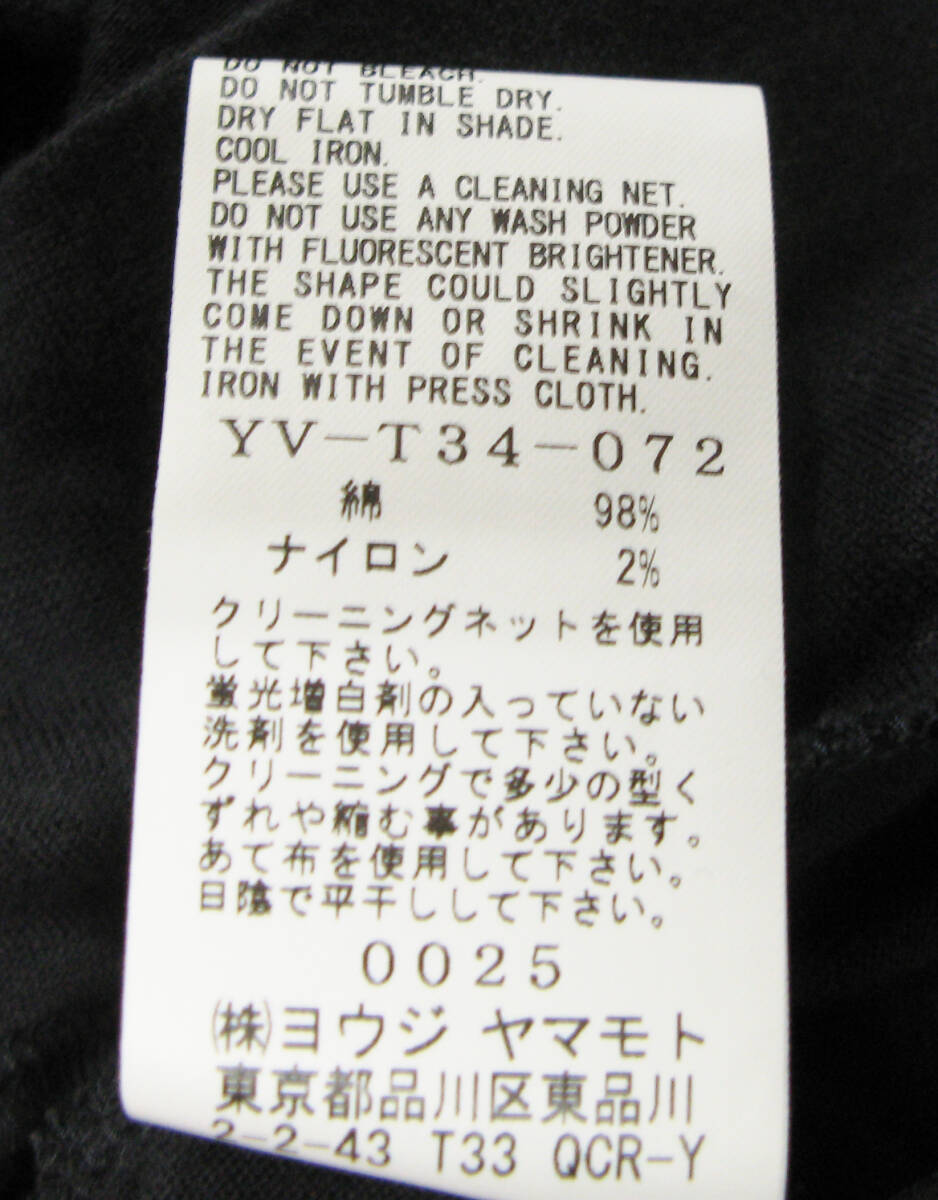 DO NOT BLEACH.
DO NOT TUMBLE DRY.
DRY FLAT IN SHADE.
COOL IRON.
PLEASE USE A CLEANING NET.
DO NOT USE ANY WASH POWDER
WITH FLUORESCENT BRIGHTENER.
THE SHAPE COULD SLIGHTLY
COME DOWN OR SHRINK IN
THE EVENT OF CLEANING.
IRON WITH PRESS CLOTH.
YV-T34-072
綿 98%
ナイロン 2%
クリーニングネットを使用
して下さい。
蛍光増白剤の入っていない
洗剤を使用して下さい。
クリーニングで多少の型く
ずれや縮む事があります。
あて布を使用して下さい。
日陰で平干しして下さい。
0025
㈱ヨウジ ヤマモト
東京都品川区東品川
2-2-43 T33 QCR-Y